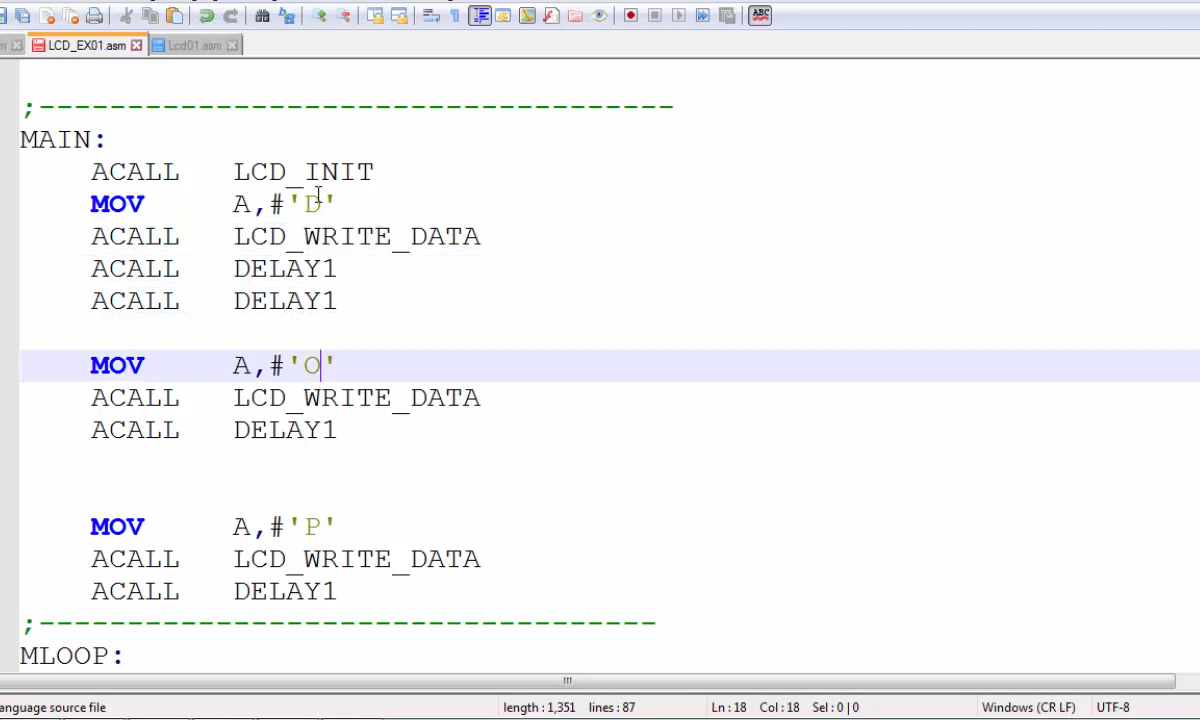 ABC
m LCD_EX01.asm Lcd01.asm
;------------------------------------
MAIN:
ACALL LCD_INIT
MOV A,#'D'
ACALL LCD_WRITE_DATA
ACALL DELAY1
ACALL DELAY1
MOV A,#'O'
ACALL LCD_WRITE_DATA
ACALL DELAY1
MOV A,#'P'
ACALL LCD_WRITE_DATA
ACALL DELAY1
;-----------------------------------
MLOOP:
anguage source file length : 1,351 lines : 87 Ln : 18 Col : 18 Sel : 0 | 0 Windows (CR LF) UTF-8